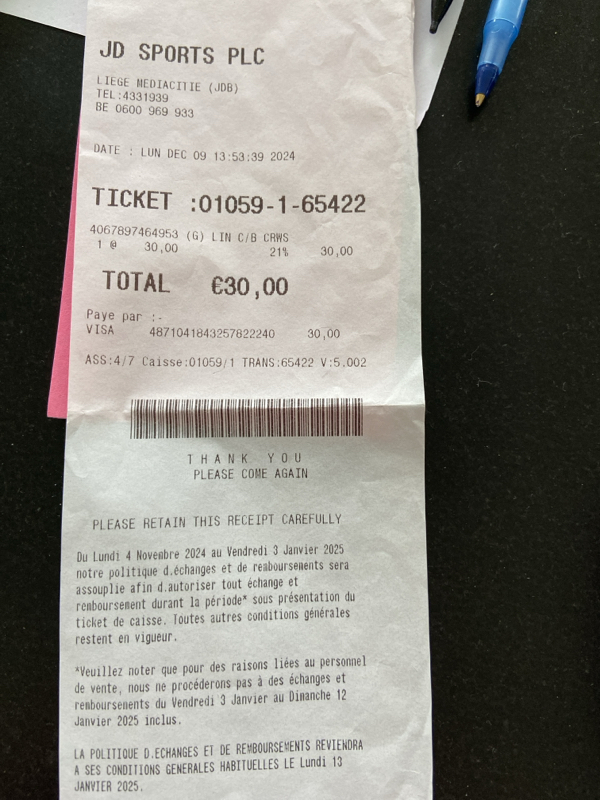 JD SPORTS PLC
LIEGE MEDIACITIE (JDB)
TEL:4331939
BE 0600 969 933
DATE : LUN DEC 09 13:53:39 2024
TICKET :01059-1-65422
4067897464953 (G) LIN C/B CRWS
1 @ 30,00 21% 30,00
TOTAL €30,00
Paye par :-
VISA 4871041843257822240 30,00
ASS:4/7 Caisse:01059/1 TRANS:65422 V:5.002
THANK YOU
PLEASE COME AGAIN
PLEASE RETAIN THIS RECEIPT CAREFULLY
Du Lundi 4 Novembre 2024 au Vendredi 3 Janvier 2025
notre politique d.échanges et de remboursements sera
assouplie afin d.autoriser tout échange et
remboursement durant la période* sous présentation du
ticket de caisse. Toutes autres conditions générales
restent en vigueur.
*Veuillez noter que pour des raisons liées au personnel
de vente, nous ne procéderons pas à des échanges et
remboursements du Vendredi 3 Janvier au Dimanche 12
Janvier 2025 inclus.
LA POLITIQUE D.ECHANGES ET DE REMBOURSEMENTS REVIENDRA
A SES CONDITIONS GENERALES HABITUELLES LE Lundi 13
JANVIER 2025.